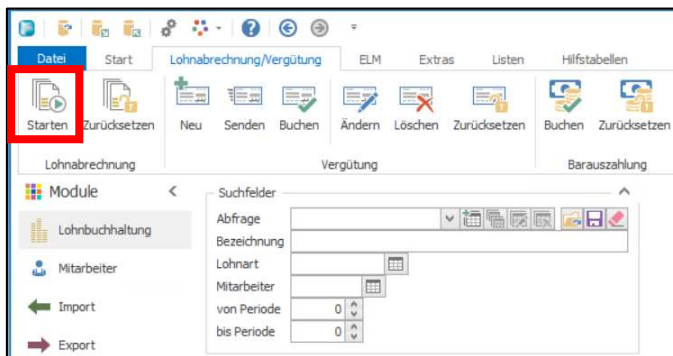 Datei Start Lohnabrechnung/Vergütung ELM Extras Listen Hilfstabellen
Starten Zurücksetzen Neu Senden Buchen Ändern Löschen Zurücksetzen Buchen Zurücksetzen
Lohnabrechnung Vergütung Barauszahlung
Module
Lohnbuchhaltung
Mitarbeiter
Import
Export
Suchfelder
Abfrage
Bezeichnung
Lohnart
Mitarbeiter
von Periode 0
bis Periode 0